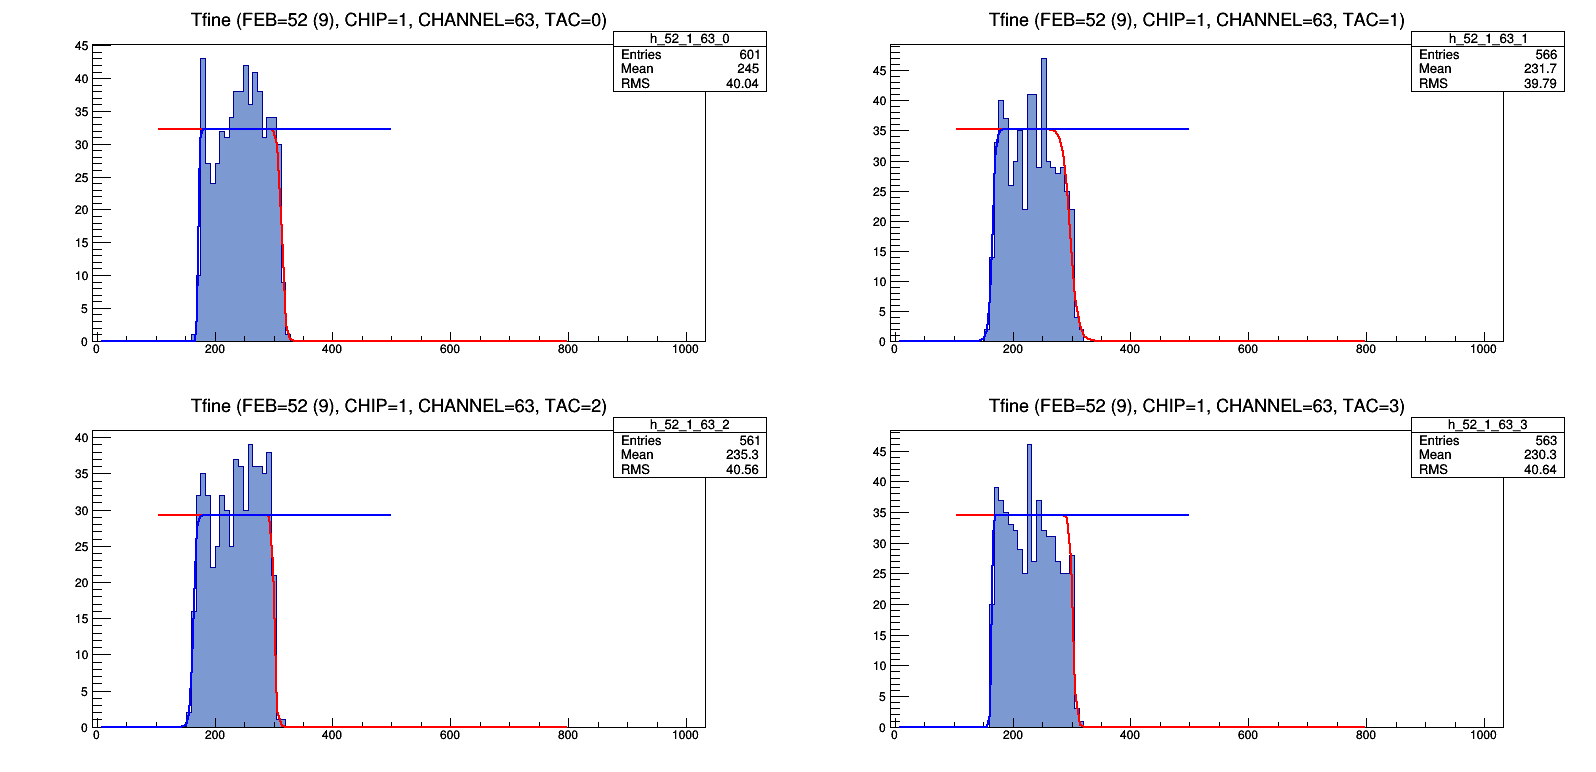 Tfine (FEB=52 (9), CHIP=1, CHANNEL=63, TAC=0)
h_52_1_63_0
Entries 601
Mean 245
RMS 40.04
45
40
35
30
25
20
15
10
5
0
0 200 400 600 800 1000
Tfine (FEB=52 (9), CHIP=1, CHANNEL=63, TAC=1)
h_52_1_63_1
Entries 566
Mean 231.7
RMS 39.79
45
40
35
30
25
20
15
10
5
0
0 200 400 600 800 1000
Tfine (FEB=52 (9), CHIP=1, CHANNEL=63, TAC=2)
h_52_1_63_2
Entries 561
Mean 235.3
RMS 40.56
40
35
30
25
20
15
10
5
0
0 200 400 600 800 1000
Tfine (FEB=52 (9), CHIP=1, CHANNEL=63, TAC=3)
h_52_1_63_3
Entries 563
Mean 230.3
RMS 40.64
45
40
35
30
25
20
15
10
5
0
0 200 400 600 800 1000